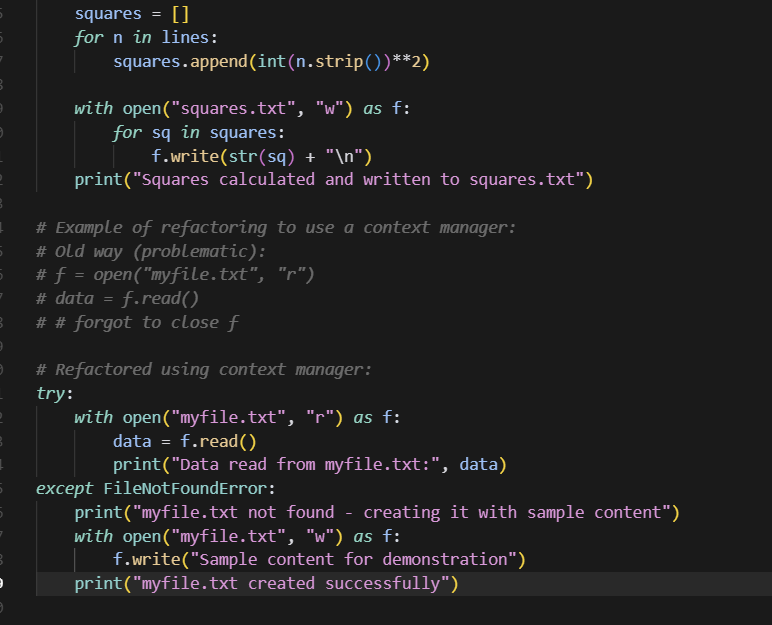 squares = []
    for n in lines:
        squares.append(int(n.strip())**2)

    with open("squares.txt", "w") as f:
        for sq in squares:
            f.write(str(sq) + "\n")
    print("Squares calculated and written to squares.txt")

# Example of refactoring to use a context manager:
# Old way (problematic):
# f = open("myfile.txt", "r")
# data = f.read()
# # forgot to close f

# Refactored using context manager:
try:
    with open("myfile.txt", "r") as f:
        data = f.read()
        print("Data read from myfile.txt:", data)
except FileNotFoundError:
    print("myfile.txt not found - creating it with sample content")
    with open("myfile.txt", "w") as f:
        f.write("Sample content for demonstration")
    print("myfile.txt created successfully")